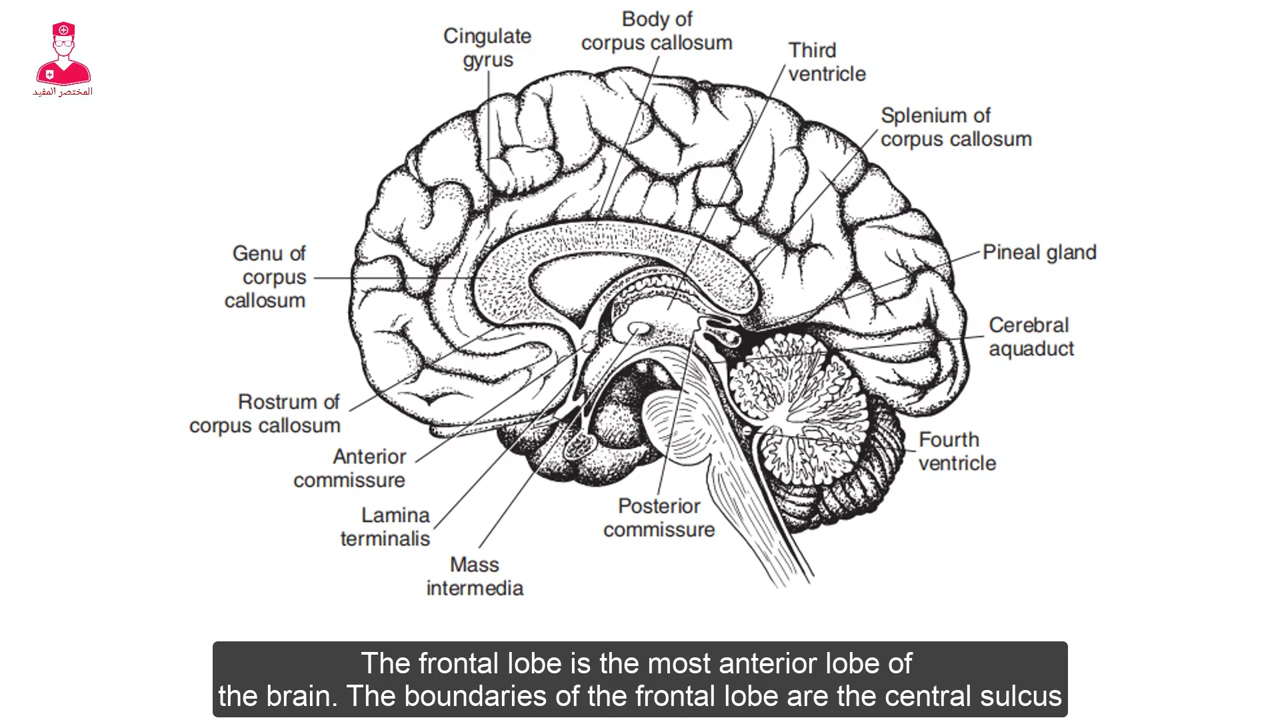 المختصر المفيد
Cingulate
gyrus
Body of
corpus callosum
Third
ventricle
Splenium of
corpus callosum
Pineal gland
Cerebral
aquaduct
Fourth
ventricle
Posterior
commissure
Mass
intermedia
Lamina
terminalis
Anterior
commissure
Rostrum of
corpus callosum
Genu of
corpus
callosum
The frontal lobe is the most anterior lobe of
the brain. The boundaries of the frontal lobe are the central sulcus